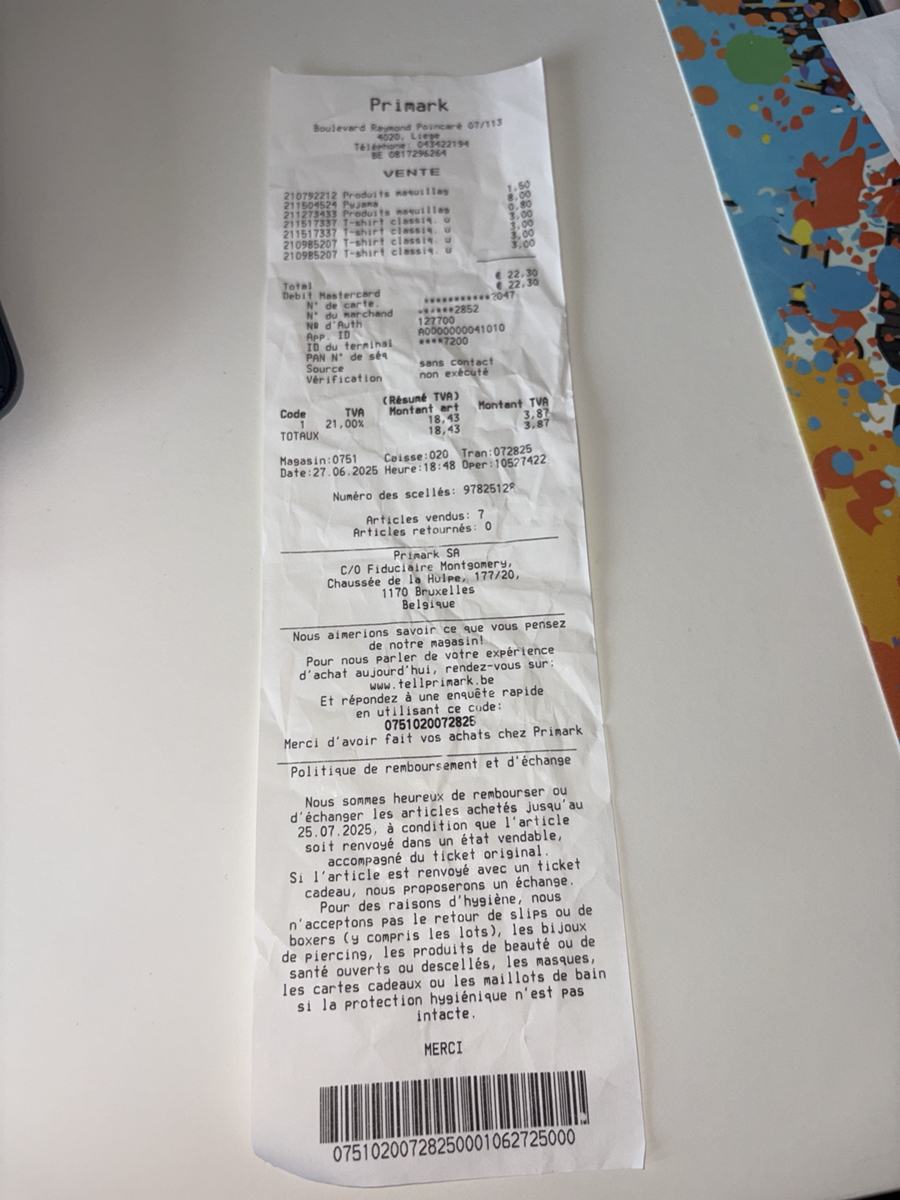 Primark
Boulevard Raymond Poincaré 07/113
4020, Liège
Téléphone: 043422194
BE 0817296264
VENTE
210792212 Produits maquillag 1,50
211504524 Pyjama 8,00
211273433 Produits maquillag 0,80
211517337 T-shirt classiq. u 3,00
211517337 T-shirt classiq. u 3,00
210985207 T-shirt classiq. u 3,00
210985207 T-shirt classiq. u 3,00
Total € 22,30
Debit Mastercard € 22,30
N° de carte. ************2047
N° du marchand ******2852
Nº d'Auth 127700
App. ID A0000000041010
ID du terminal ****7200
PAN N° de séq
Source sans contact
Vérification non exécuté
(Résumé TVA)
Code TVA Montant art Montant TVA
1 21,00% 18,43 3,87
TOTAUX 18,43 3,87
Magasin:0751 Caisse:020 Tran:072825
Date:27.06.2025 Heure:18:48 Oper:10527422
Numéro des scellés: 97825128
Articles vendus: 7
Articles retournés: 0
Primark SA
C/O Fiduciaire Montgomery,
Chaussée de la Hulpe, 177/20,
1170 Bruxelles
Belgique
Nous aimerions savoir ce que vous pensez
de notre magasin!
Pour nous parler de votre expérience
d'achat aujourd'hui, rendez-vous sur:
www.tellprimark.be
Et répondez à une enquête rapide
en utilisant ce code:
0751020072825
Merci d'avoir fait vos achats chez Primark
Politique de remboursement et d'échange
Nous sommes heureux de rembourser ou
d'échanger les articles achetés jusqu'au
25.07.2025, à condition que l'article
soit renvoyé dans un état vendable,
accompagné du ticket original.
Si l'article est renvoyé avec un ticket
cadeau, nous proposerons un échange.
Pour des raisons d'hygiène, nous
n'acceptons pas le retour de slips ou de
boxers (y compris les lots), les bijoux
de piercing, les produits de beauté ou de
santé ouverts ou descellés, les masques,
les cartes cadeaux ou les maillots de bain
si la protection hygiénique n'est pas
intacte.
MERCI
07510200728250001062725000